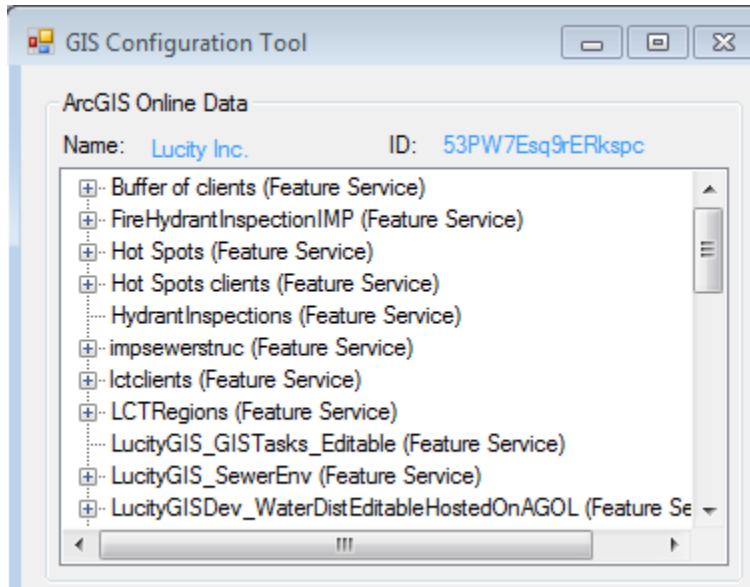 GIS Configuration Tool
ArcGIS Online Data
Name: Lucity Inc. ID: 53PW7Esq9rERkspc
Buffer of clients (Feature Service)
FireHydrantInspectionIMP (Feature Service)
Hot Spots (Feature Service)
Hot Spots clients (Feature Service)
HydrantInspections (Feature Service)
impsewerstruc (Feature Service)
lctclients (Feature Service)
LCTRegions (Feature Service)
LucityGIS_GISTasks_Editable (Feature Service)
LucityGIS_SewerEnv (Feature Service)
LucityGISDev_WaterDistEditableHostedOnAGOL (Feature Se